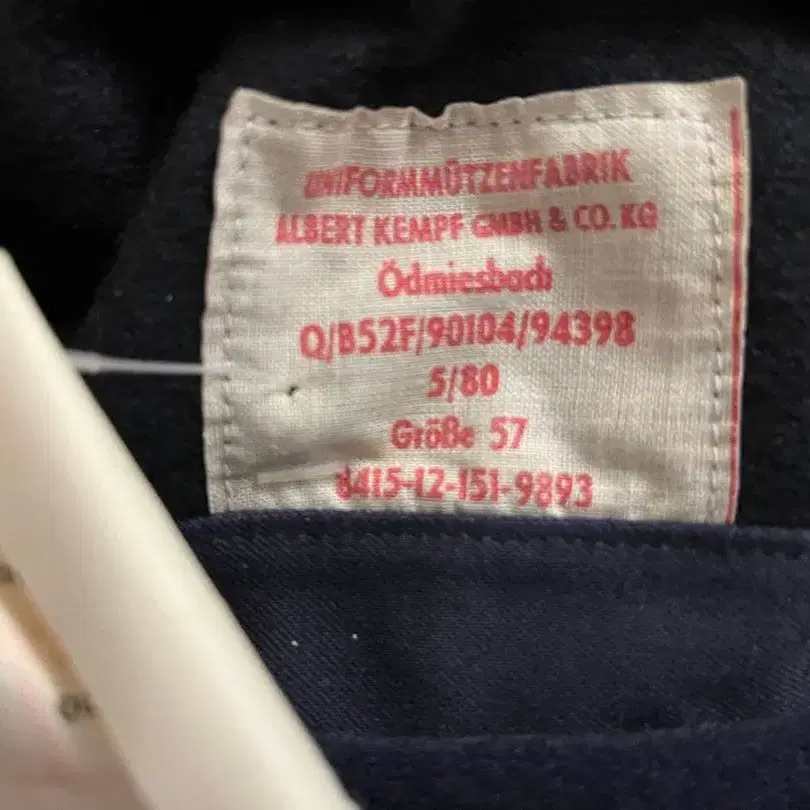 UNIFORMMÜTZENFABRIK
ALBERT KEMPF GMBH & CO. KG
Ödmiesbach
Q/B52F/90104/94398
5/80
Größe 57
8415-12-151-9893